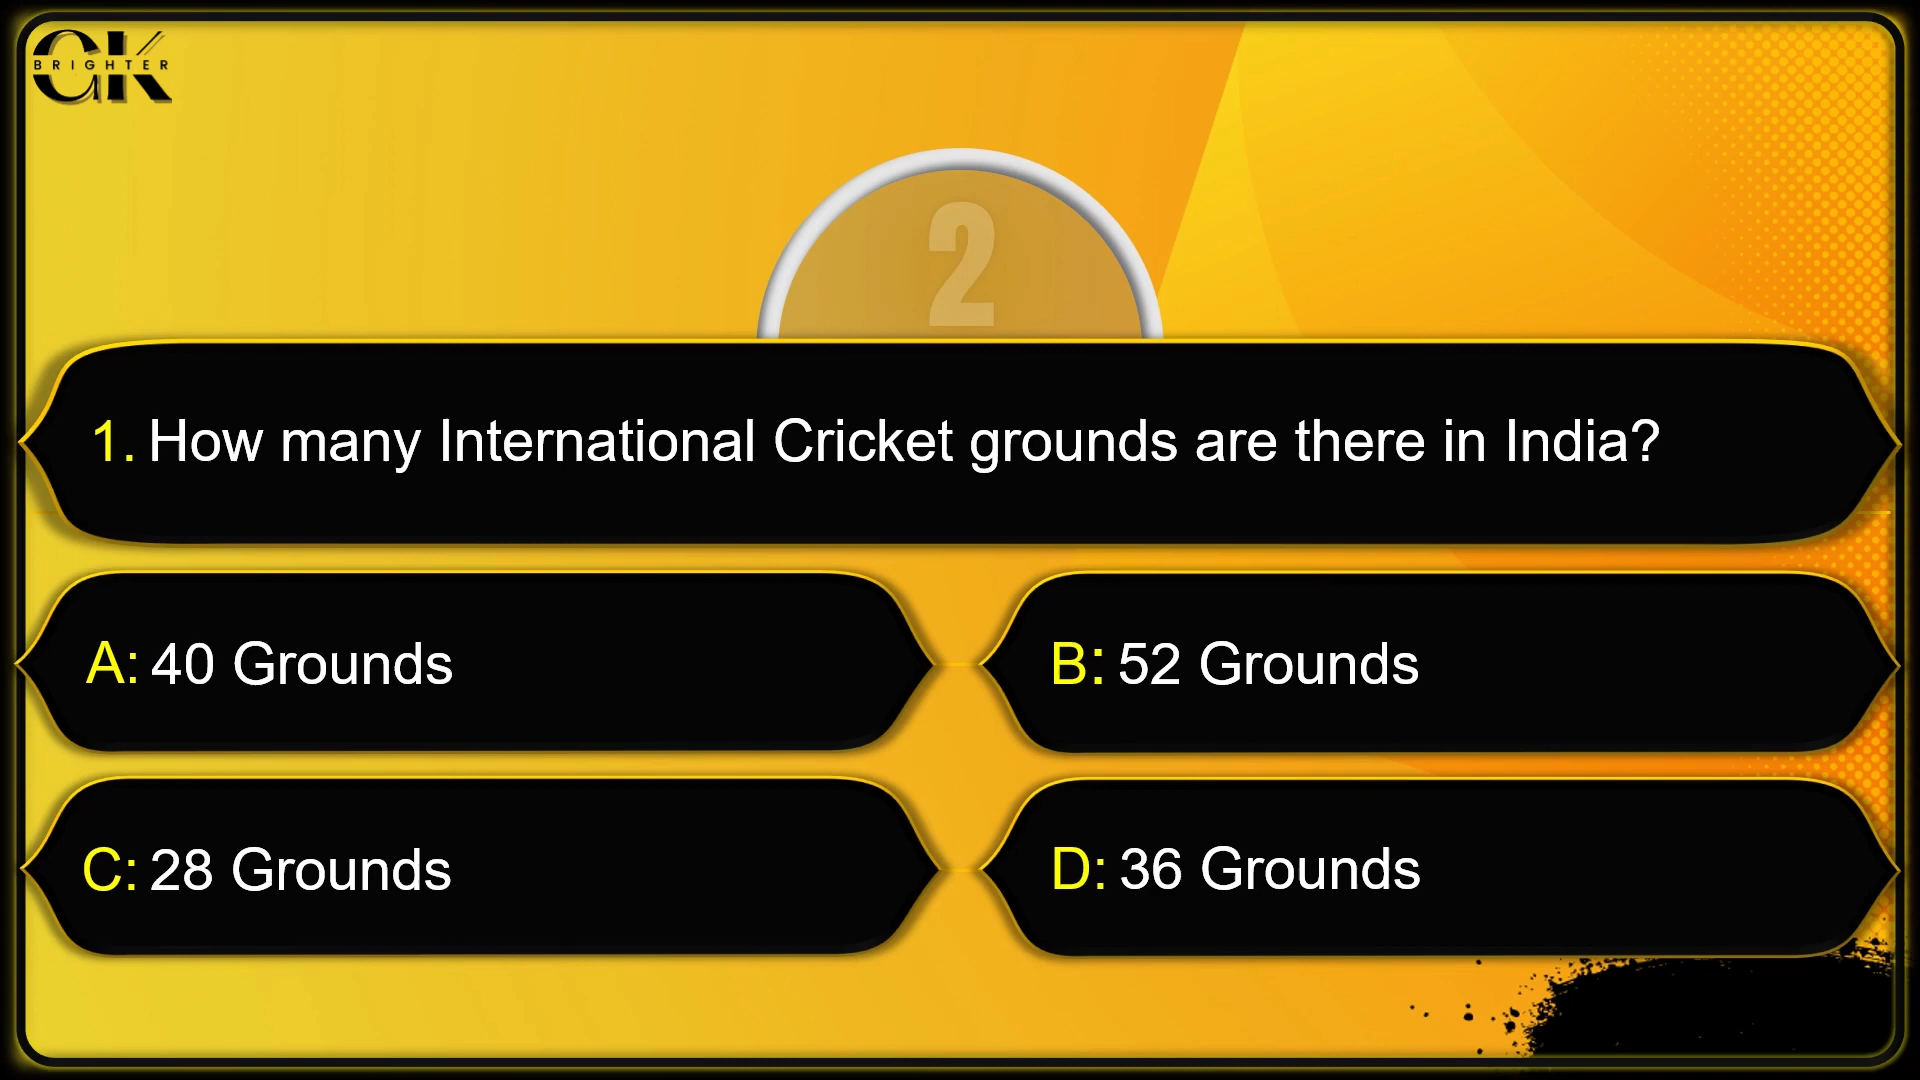 GK
BRIGHTER
2
1. How many International Cricket grounds are there in India?
A: 40 Grounds
B: 52 Grounds
C: 28 Grounds
D: 36 Grounds